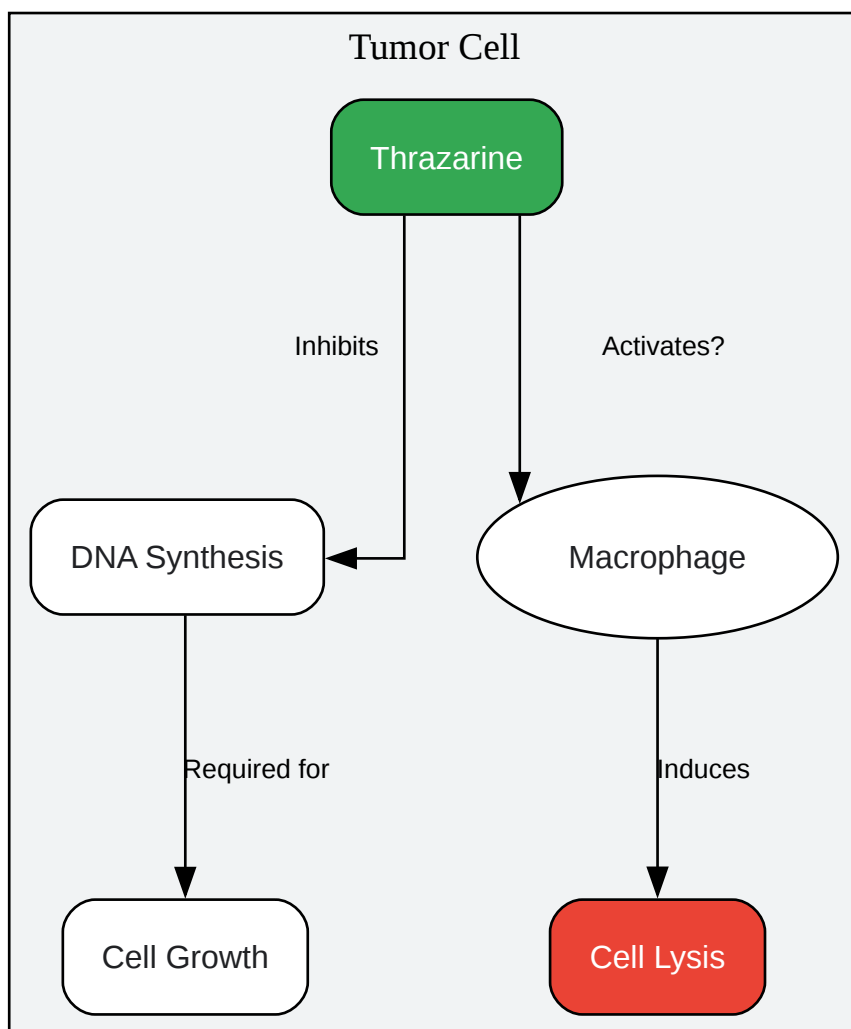 Tumor Cell
Thrazarine
Inhibits
Activates?
DNA Synthesis
Macrophage
Required for
Induces
Cell Growth
Cell Lysis